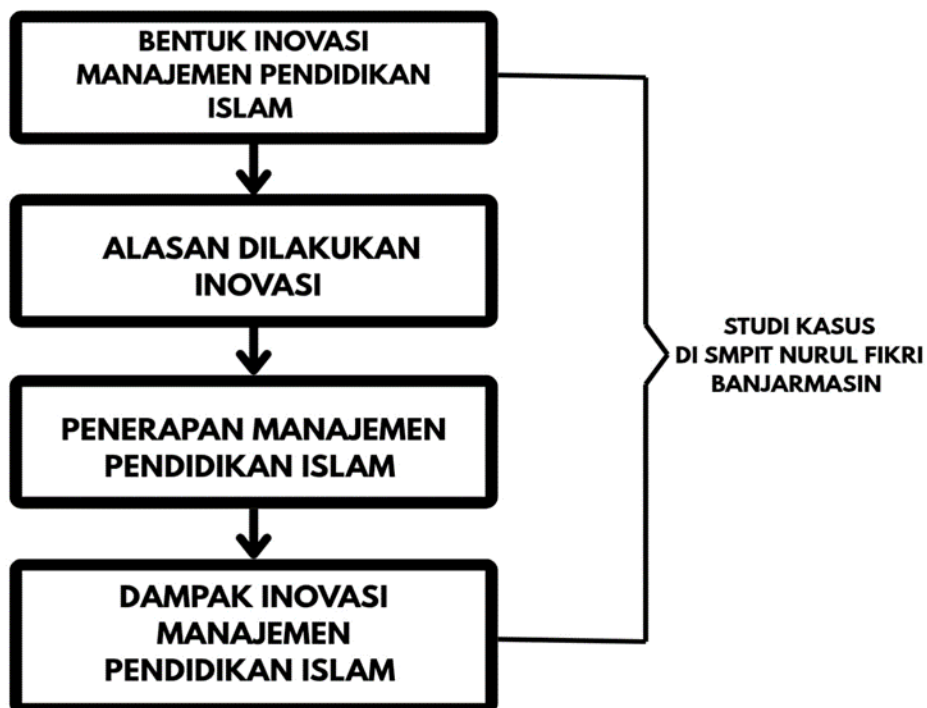 BENTUK INOVASI
MANAJEMEN PENDIDIKAN
ISLAM
ALASAN DILAKUKAN
INOVASI
PENERAPAN MANAJEMEN
PENDIDIKAN ISLAM
DAMPAK INOVASI
MANAJEMEN
PENDIDIKAN ISLAM
STUDI KASUS
DI SMPIT NURUL FIKRI
BANJARMASIN